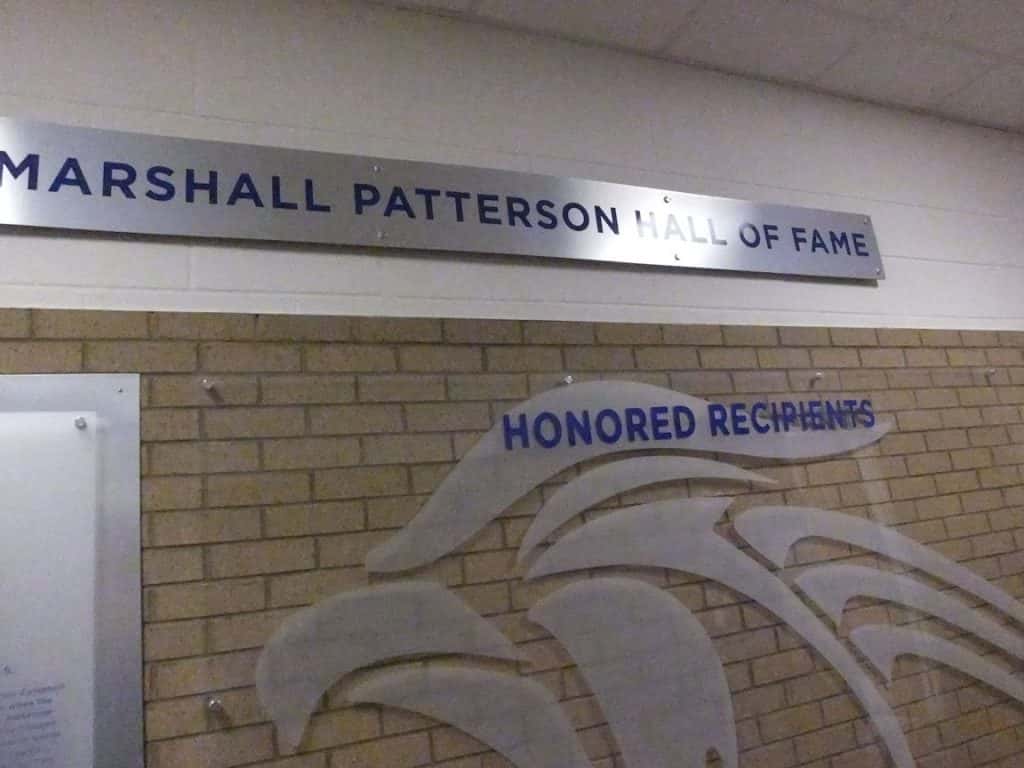 MARSHALL PATTERSON HALL OF FAME
HONORED RECIPIENTS